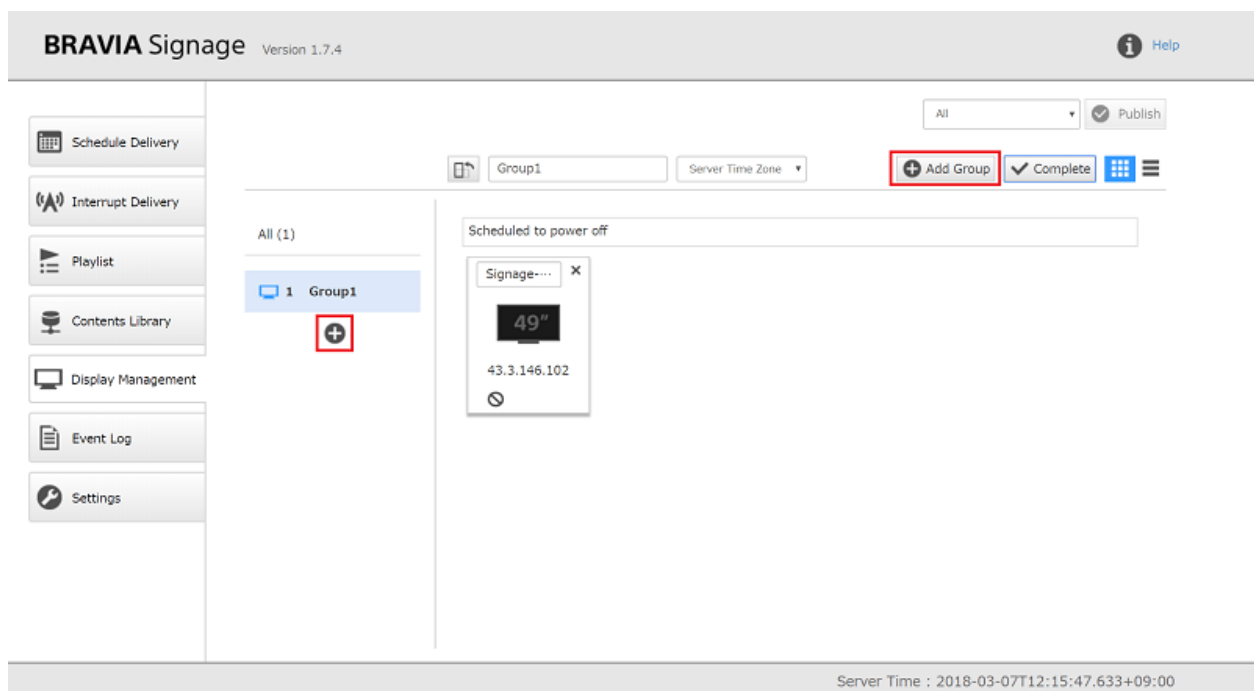 BRAVIA Signage Version 1.7.4
Help
All
Publish
Schedule Delivery
Group1
Server Time Zone
Add Group
Complete
Interrupt Delivery
All (1)
Scheduled to power off
Playlist
Signage-···
1 Group1
49"
Contents Library
43.3.146.102
Display Management
Event Log
Settings
Server Time : 2018-03-07T12:15:47.633+09:00